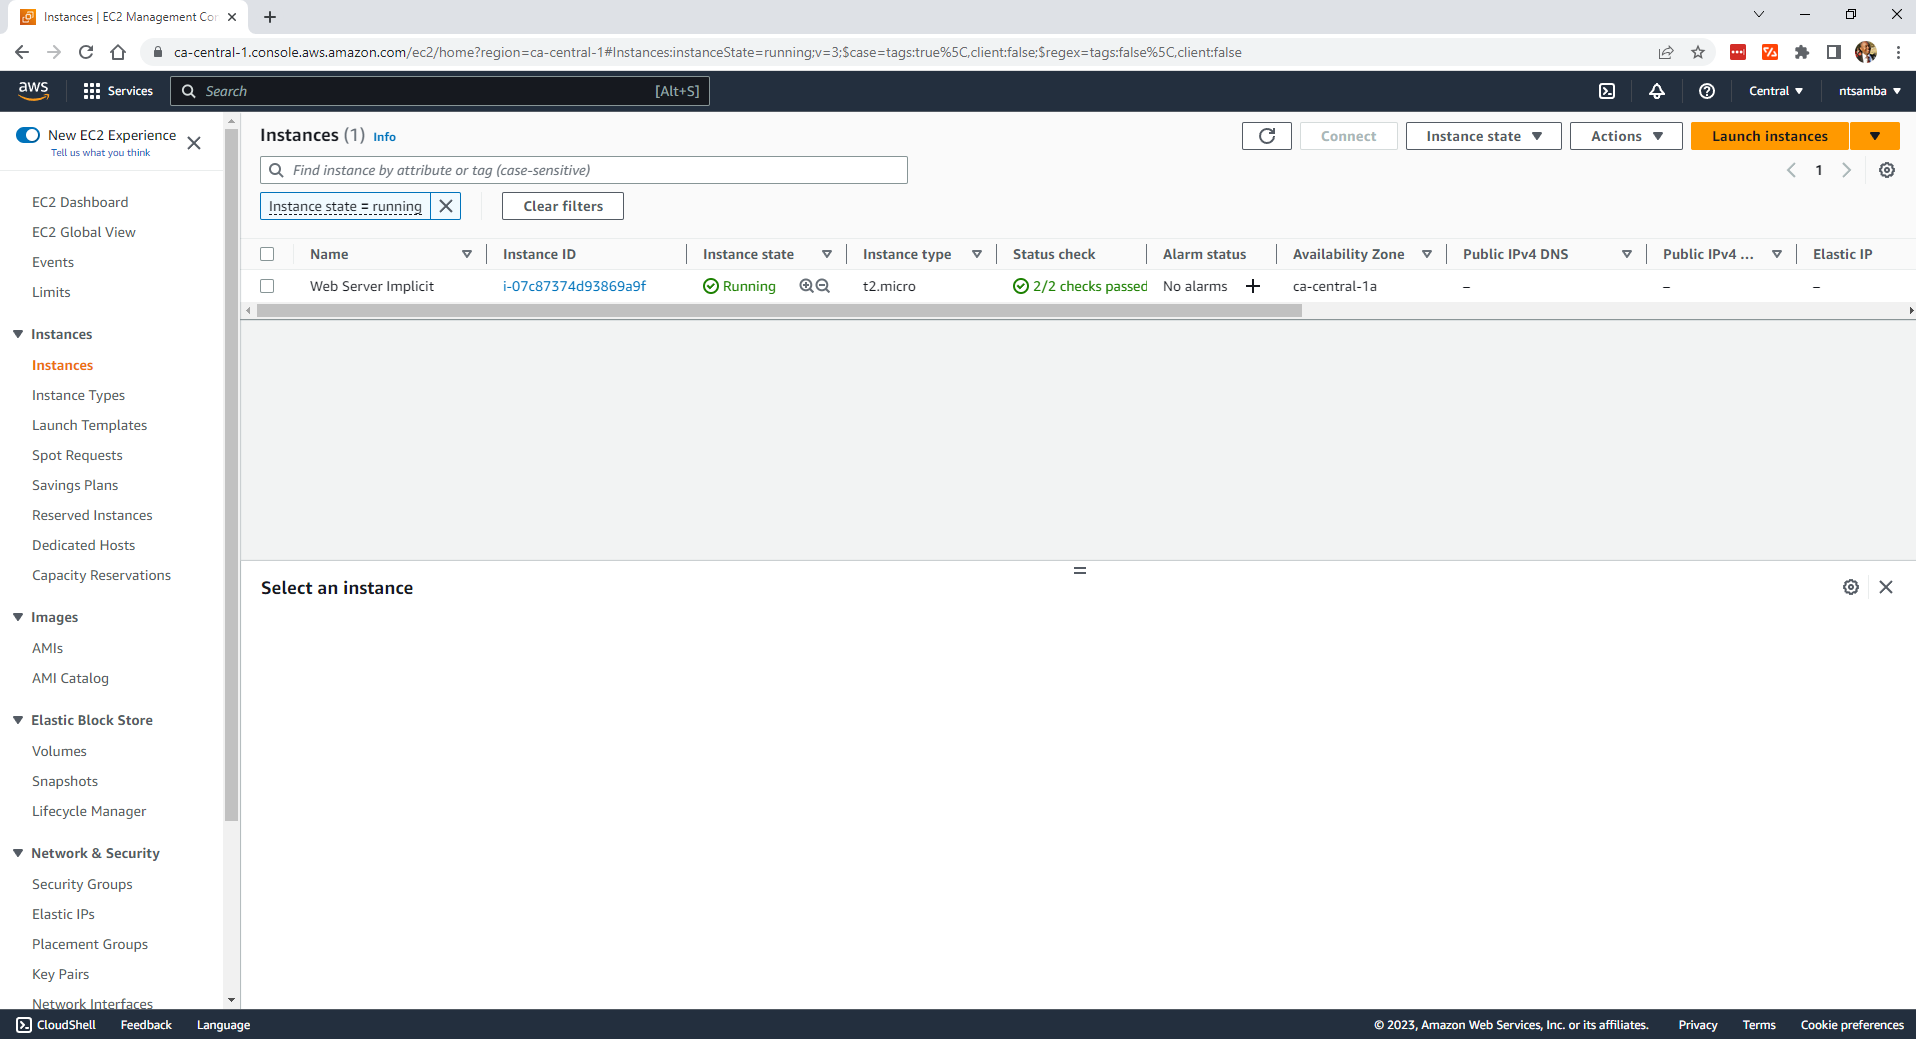 Instances | EC2 Management Con
ca-central-1.console.aws.amazon.com/ec2/home?region=ca-central-1#Instances:instanceState=running;v=3;$case=tags:true%5C,client:false;$regex=tags:false%5C,client:false
aws Services Search [Alt+S] Central ntsamba
New EC2 Experience
Tell us what you think
EC2 Dashboard
EC2 Global View
Events
Limits
Instances
Instances
Instance Types
Launch Templates
Spot Requests
Savings Plans
Reserved Instances
Dedicated Hosts
Capacity Reservations
Images
AMIs
AMI Catalog
Elastic Block Store
Volumes
Snapshots
Lifecycle Manager
Network & Security
Security Groups
Elastic IPs
Placement Groups
Key Pairs
Network Interfaces
Instances (1) Info
Connect Instance state Actions Launch instances
Find instance by attribute or tag (case-sensitive)
1
Instance state = running Clear filters
Name Instance ID Instance state Instance type Status check Alarm status Availability Zone Public IPv4 DNS Public IPv4 ... Elastic IP
Web Server Implicit i-07c87374d93869a9f Running t2.micro 2/2 checks passed No alarms + ca-central-1a – – –
Select an instance
CloudShell Feedback Language © 2023, Amazon Web Services, Inc. or its affiliates. Privacy Terms Cookie preferences